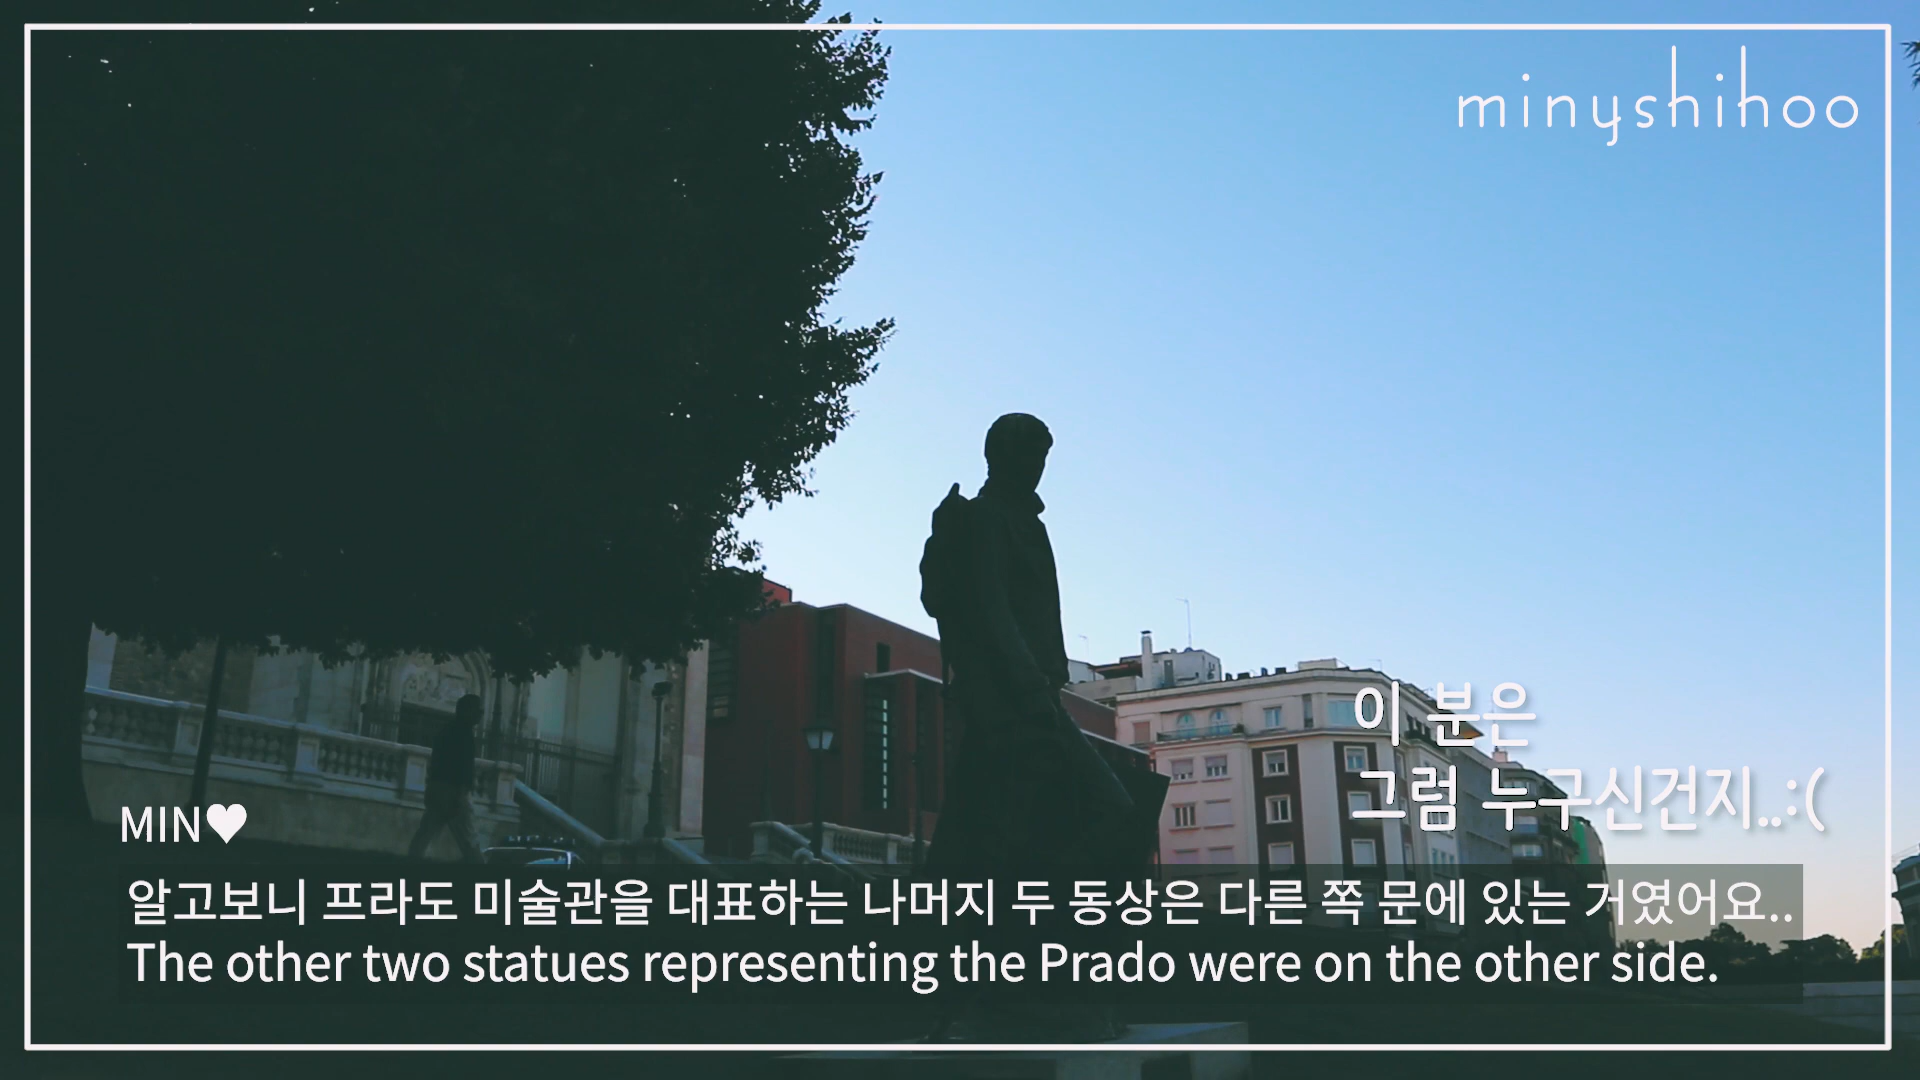 minyshihoo
이 분은
그럼 누구신건지..:(
MIN♥
알고보니 프라도 미술관을 대표하는 나머지 두 동상은 다른 쪽 문에 있는 거였어요..
The other two statues representing the Prado were on the other side.